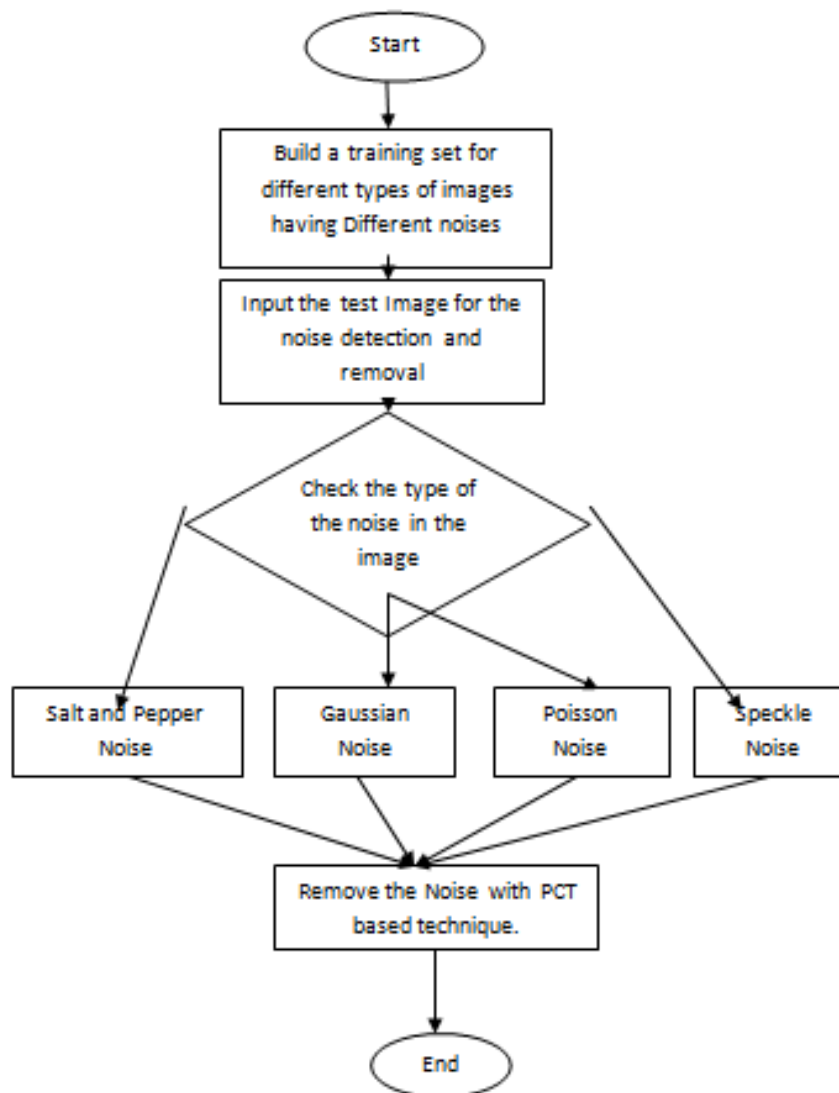 Start
Build a training set for
different types of images
having Different noises
Input the test Image for the
noise detection and
removal
Check the type of
the noise in the
image
Salt and Pepper
Noise
Gaussian
Noise
Poisson
Noise
Speckle
Noise
Remove the Noise with PCT
based technique.
End